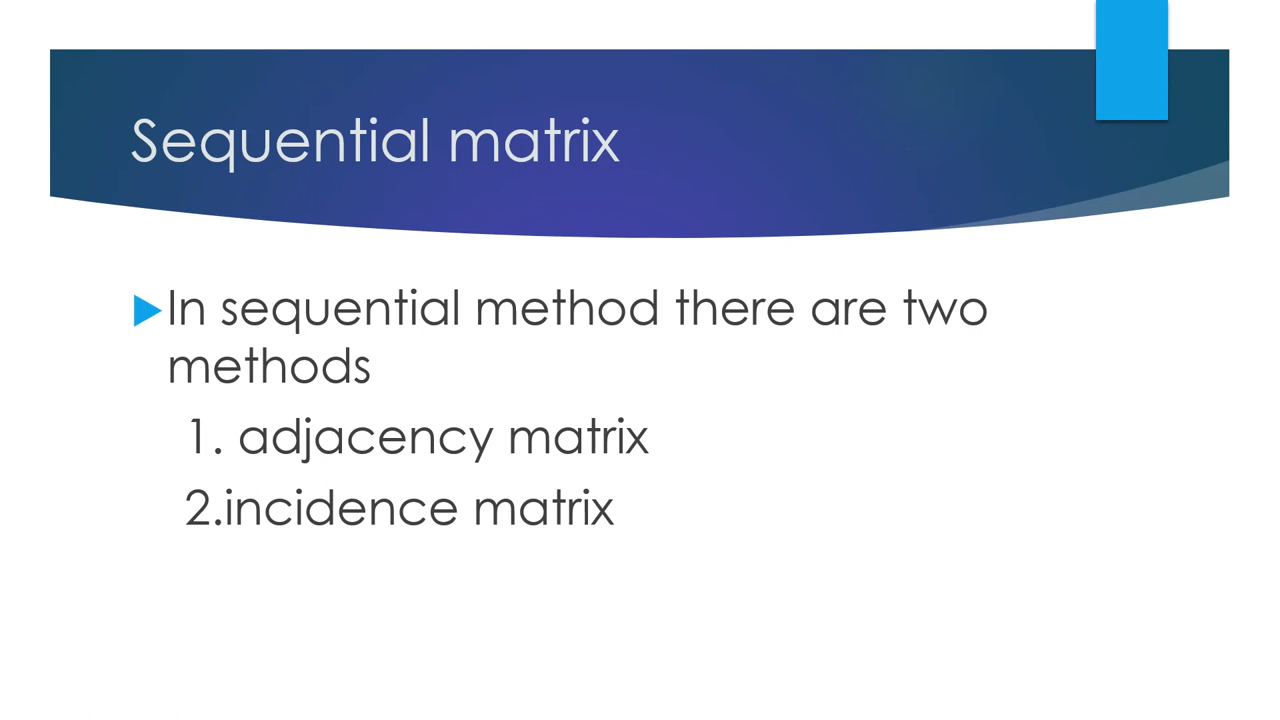 Sequential matrix
In sequential method there are two
methods
1. adjacency matrix
2.incidence matrix